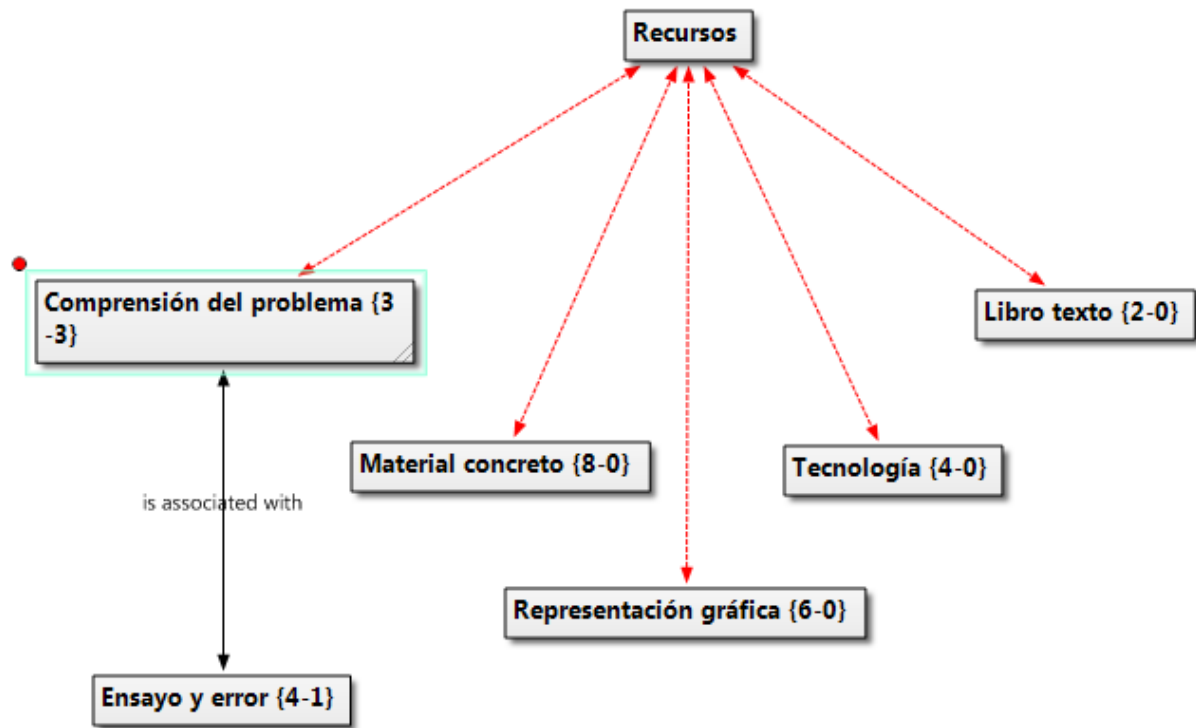 Recursos
Comprensión del problema {3
-3}
Libro texto {2-0}
Material concreto {8-0}
Tecnología {4-0}
is associated with
Representación gráfica {6-0}
Ensayo y error {4-1}